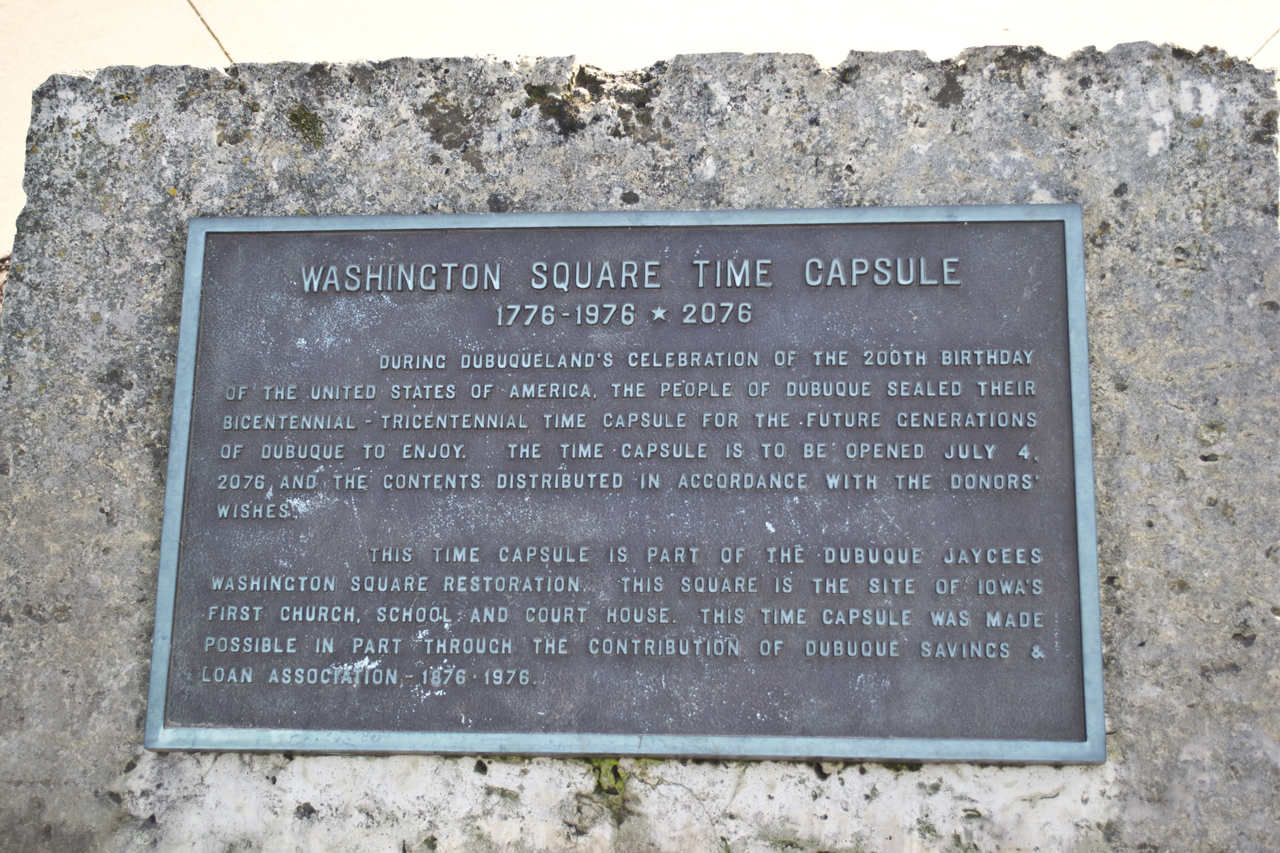 WASHINGTON SQUARE TIME CAPSULE
1776-1976 ★ 2076
DURING DUBUQUELAND'S CELEBRATION OF THE 200TH BIRTHDAY
OF THE UNITED STATES OF AMERICA, THE PEOPLE OF DUBUQUE SEALED THEIR
BICENTENNIAL - TRICENTENNIAL TIME CAPSULE FOR THE FUTURE GENERATIONS
OF DUBUQUE TO ENJOY. THE TIME CAPSULE IS TO BE OPENED JULY 4,
2076 AND THE CONTENTS DISTRIBUTED IN ACCORDANCE WITH THE DONORS'
WISHES.
THIS TIME CAPSULE IS PART OF THE DUBUQUE JAYCEES
WASHINGTON SQUARE RESTORATION. THIS SQUARE IS THE SITE OF IOWA'S
FIRST CHURCH, SCHOOL AND COURT HOUSE. THIS TIME CAPSULE WAS MADE
POSSIBLE IN PART THROUGH THE CONTRIBUTION OF DUBUQUE SAVINGS &
LOAN ASSOCIATION - 1876 - 1976.